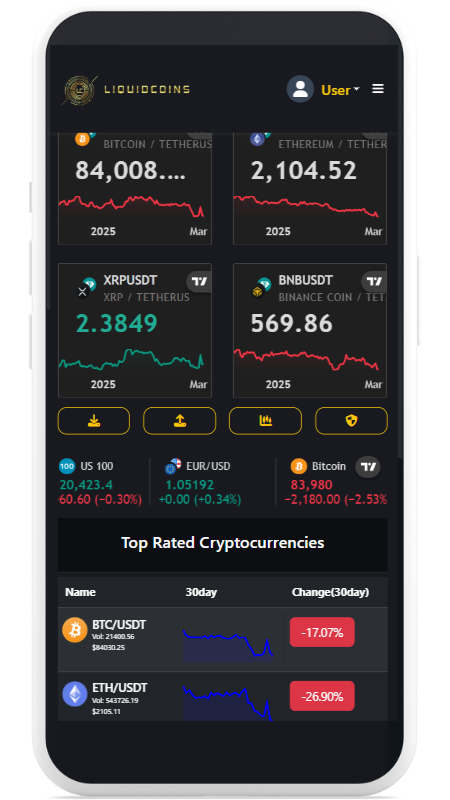 LIQUIDCOINS
User
BITCOIN / TETHERUS
84,008....
2025 Mar
ETHEREUM / TETHER
2,104.52
2025 Mar
XRPUSDT
XRP / TETHERUS
2.3849
2025 Mar
BNBUSDT
BINANCE COIN / TET
569.86
2025 Mar
100 US 100
20,423.4
-60.60 (−0.30%)
EUR/USD
1.05192
+0.00 (+0.34%)
Bitcoin
83,980
−2,180.00 (−2.53%
Top Rated Cryptocurrencies
Name 30day Change(30day)
BTC/USDT
Vol: 21400.56
$84030.25
-17.07%
ETH/USDT
Vol: 543726.19
$2105.11
-26.90%